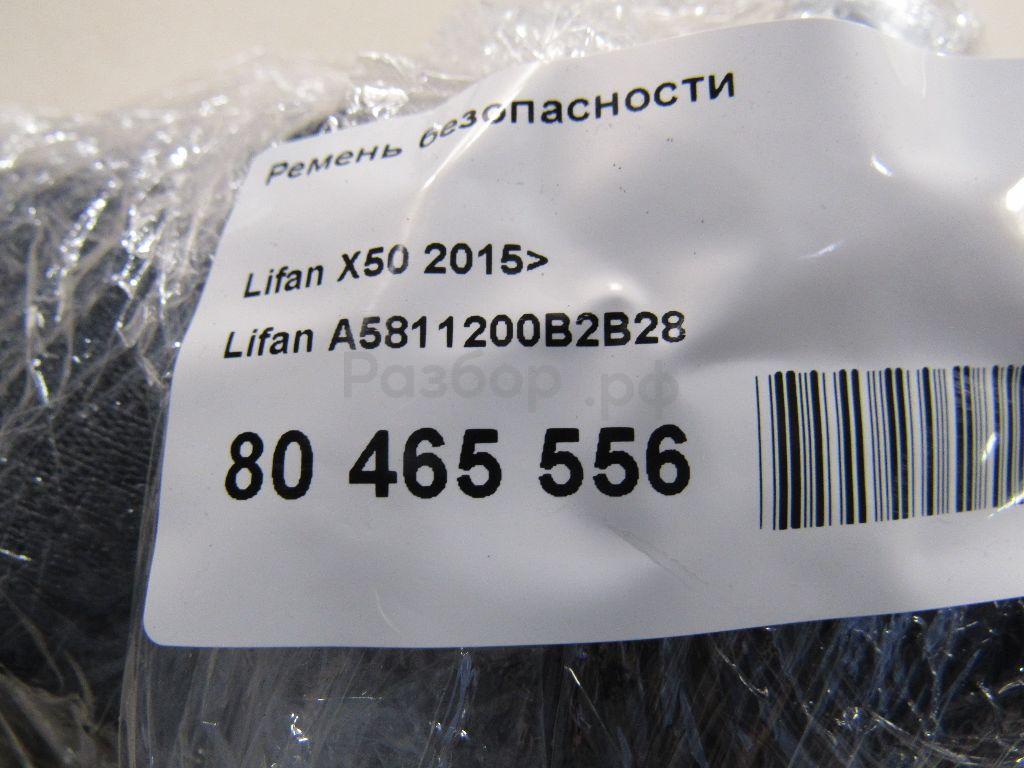 Ремень безопасности
Lifan X50 2015>
Lifan A5811200B2B28
Разбор.рф
80 465 556